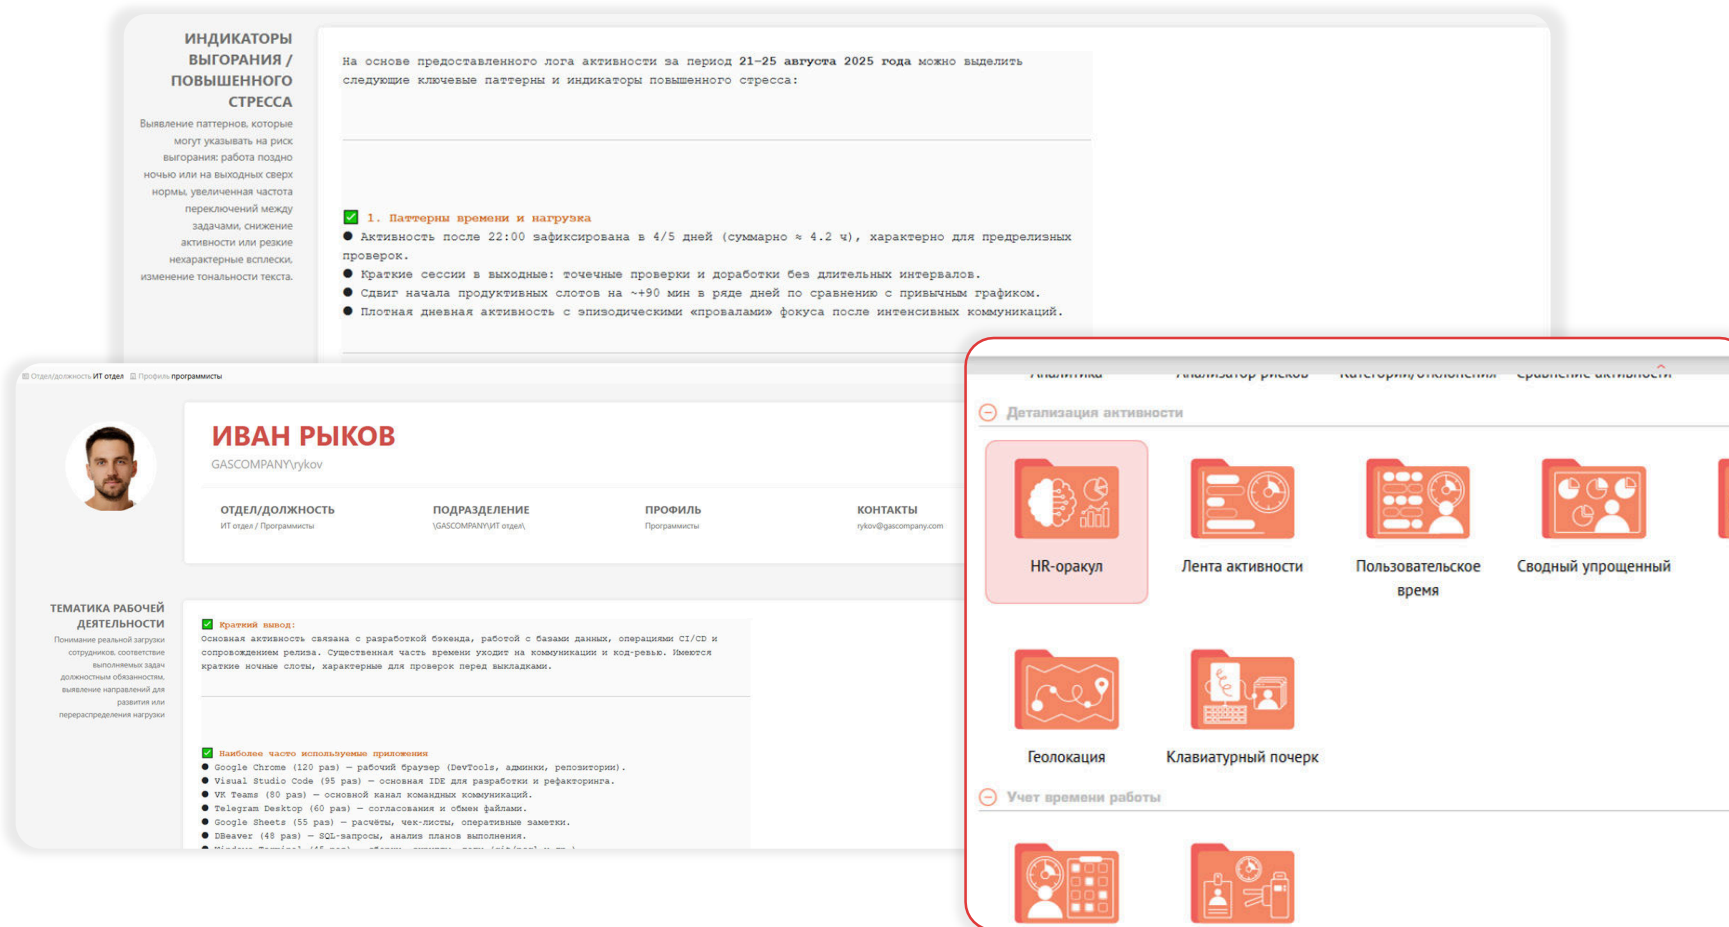 ИНДИКАТОРЫ
ВЫГОРАНИЯ /
ПОВЫШЕННОГО
СТРЕССА
Выявление паттернов, которые
могут указывать на риск
выгорания: работа поздно
ночью или на выходных сверх
нормы, увеличенная частота
переключений между
задачами, снижение
активности или резкие
нехарактерные всплески,
изменение тональности текста.
На основе предоставленного лога активности за период 21–25 августа 2025 года можно выделить
следующие ключевые паттерны и индикаторы повышенного стресса:
✅ 1. Паттерны времени и нагрузка
● Активность после 22:00 зафиксирована в 4/5 дней (суммарно ≈ 4.2 ч), характерно для предрелизных
проверок.
● Краткие сессии в выходные: точечные проверки и доработки без длительных интервалов.
● Сдвиг начала продуктивных слотов на ~+90 мин в ряде дней по сравнению с привычным графиком.
● Плотная дневная активность с эпизодическими «провалами» фокуса после интенсивных коммуникаций.
Отдел/должность ИТ отдел Профиль программисты
ИВАН РЫКОВ
GASCOMPANY\rykov
ОТДЕЛ/ДОЛЖНОСТЬ
ИТ отдел / Программисты
ПОДРАЗДЕЛЕНИЕ
\GASCOMPANY\ИТ отдел\
ПРОФИЛЬ
Программисты
КОНТАКТЫ
rykov@gascompany.com
ТЕМАТИКА РАБОЧЕЙ
ДЕЯТЕЛЬНОСТИ
Понимание реальной загрузки
сотрудников, соответствие
выполняемых задач
должностным обязанностям,
выявление направлений для
развития или
перераспределения нагрузки
✅ Краткий вывод:
Основная активность связана с разработкой бэкенда, работой с базами данных, операциями CI/CD и
сопровождением релиза. Существенная часть времени уходит на коммуникации и код-ревью. Имеются
краткие ночные слоты, характерные для проверок перед выкладками.
✅ Наиболее часто используемые приложения
● Google Chrome (120 раз) — рабочий браузер (DevTools, админки, репозитории).
● Visual Studio Code (95 раз) — основная IDE для разработки и рефакторинга.
● VK Teams (80 раз) — основной канал командных коммуникаций.
● Telegram Desktop (60 раз) — согласования и обмен файлами.
● Google Sheets (55 раз) — расчёты, чек-листы, оперативные заметки.
● DBeaver (48 раз) — SQL-запросы, анализ планов выполнения.
Аналитика Анализатор рисков Категории/отклонения Сравнение активности
Детализация активности
HR-оракул
Лента активности
Пользовательское
время
Сводный упрощенный
Геолокация
Клавиатурный почерк
Учет времени работы